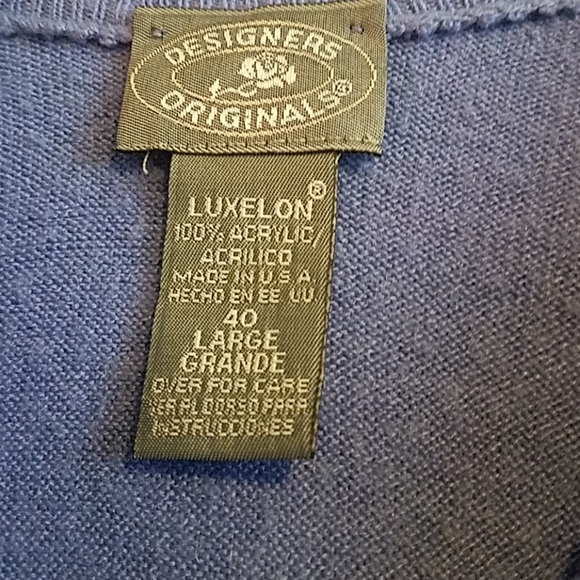 DESIGNERS
ORIGINALS®
LUXELON®
100% ACRYLIC/
ACRILICO
MADE IN U S A
HECHO EN EE UU.
40
LARGE
GRANDE
OVER FOR CARE
VER AL DORSO PARA
INSTRUCCIONES